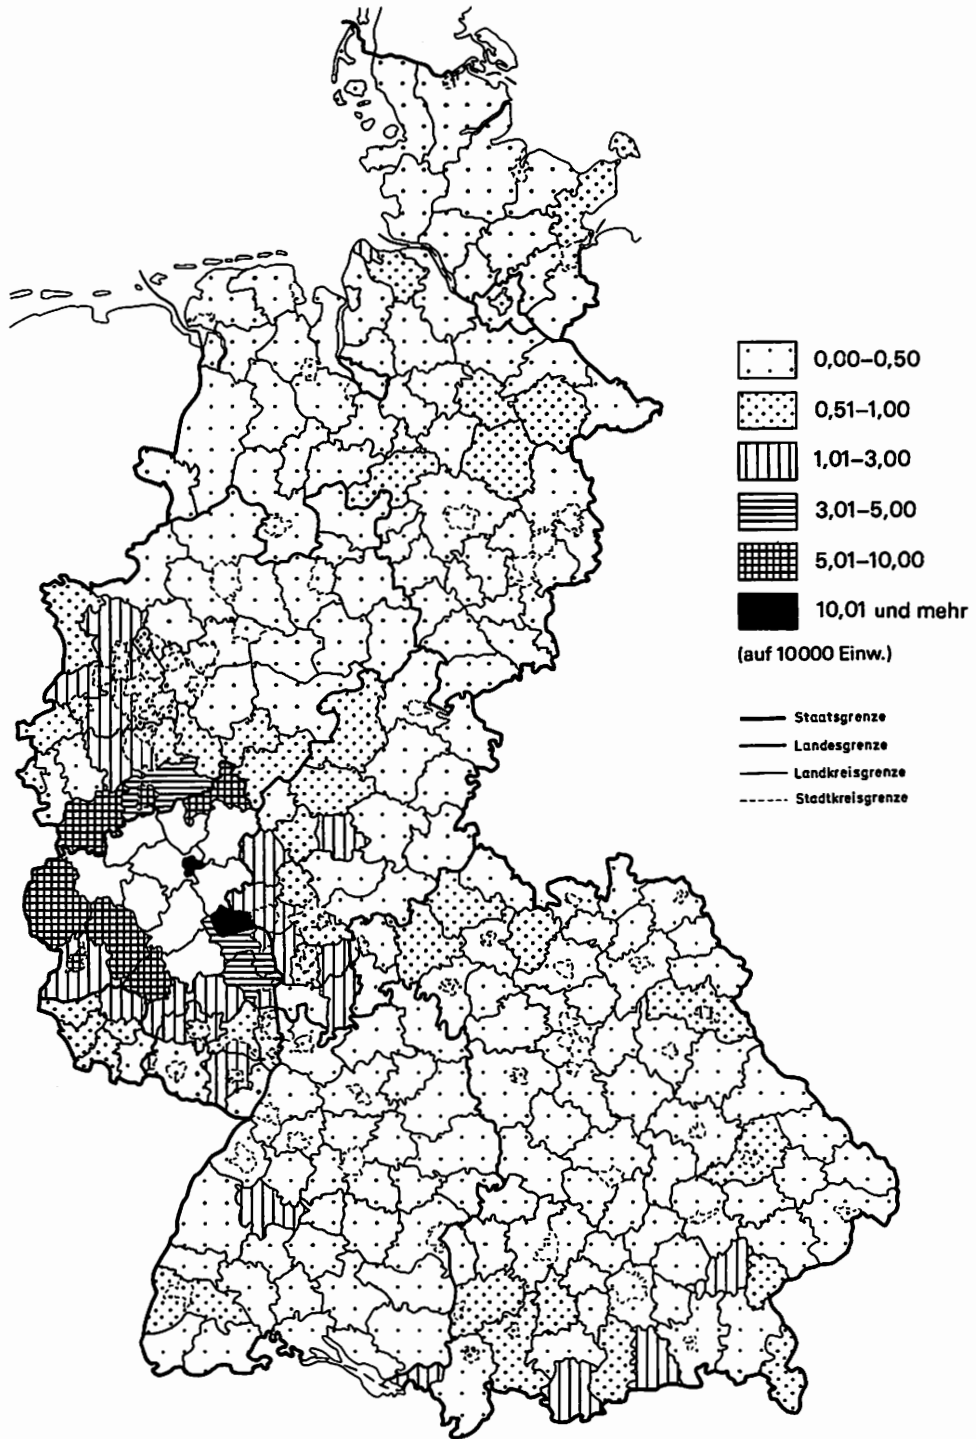 0,00–0,50
0,51–1,00
1,01–3,00
3,01–5,00
5,01–10,00
10,01 und mehr
(auf 10000 Einw.)
Staatsgrenze
Landesgrenze
Landkreisgrenze
Stadtkreisgrenze